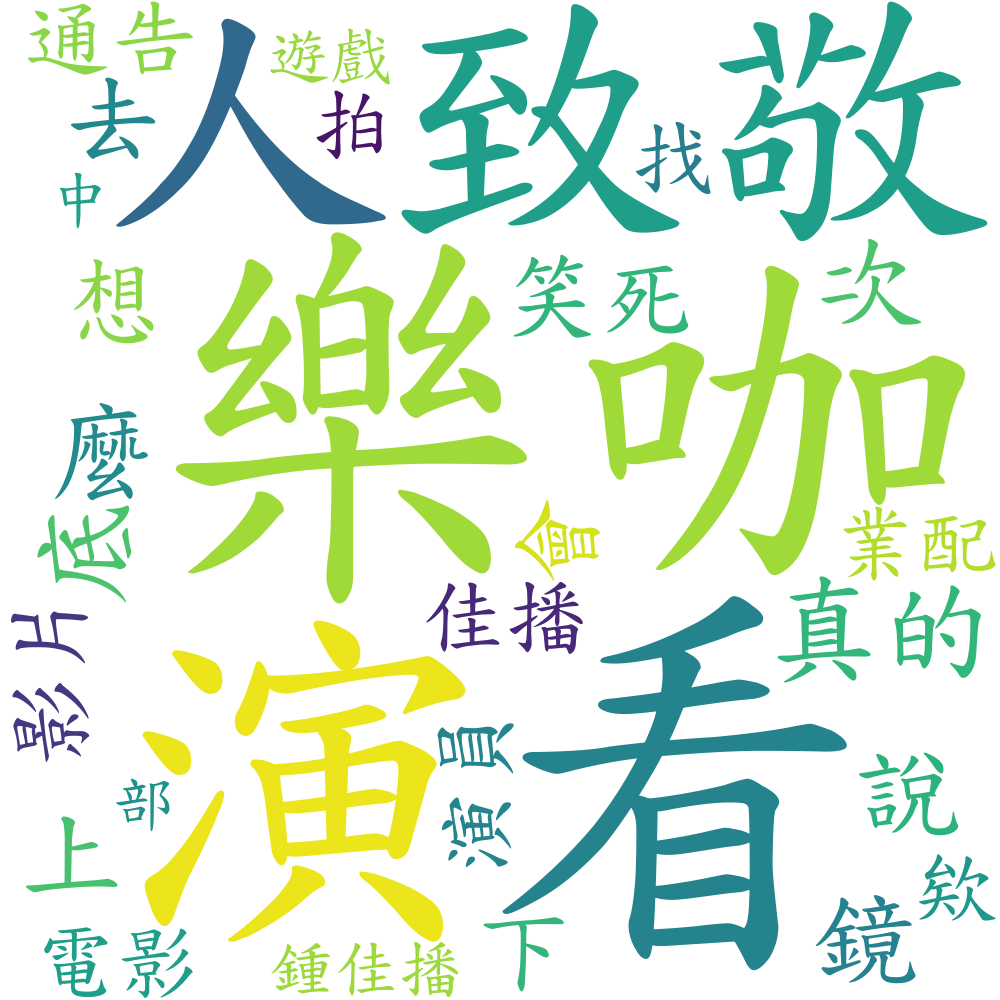 通告
人
遊戲
致敬
去
拍
找
中
想
樂咖
笑死
次
麼
底
會
業配
佳播
真的
影片
演
看
演員
部
說
上
欸
電影
鍾佳播
下
鏡